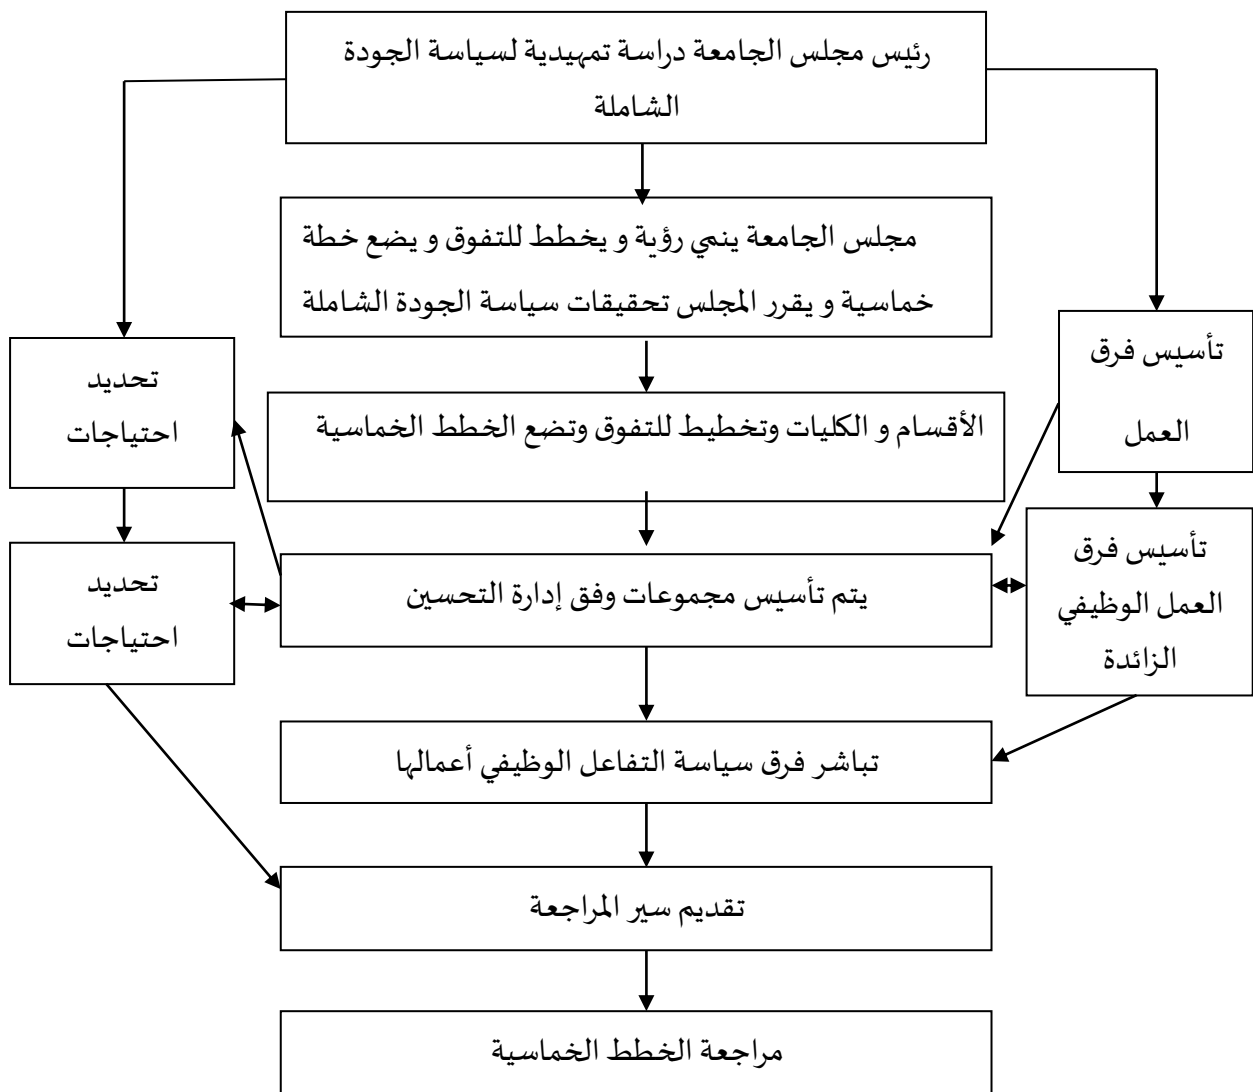 رئيس مجلس الجامعة دراسة تمهيدية لسياسة الجودة
الشاملة
مجلس الجامعة ينمي رؤية و يخطط للتفوق و يضع خطة
خماسية و يقرر المجلس تحقيقات سياسة الجودة الشاملة
تأسيس فرق
العمل
تحديد
احتياجات
الأقسام و الكليات وتخطيط للتفوق وتضع الخطط الخماسية
تأسيس فرق
العمل الوظيفي
الزائدة
يتم تأسيس مجموعات وفق إدارة التحسين
تحديد
احتياجات
تباشر فرق سياسة التفاعل الوظيفي أعمالها
تقديم سير المراجعة
مراجعة الخطط الخماسية